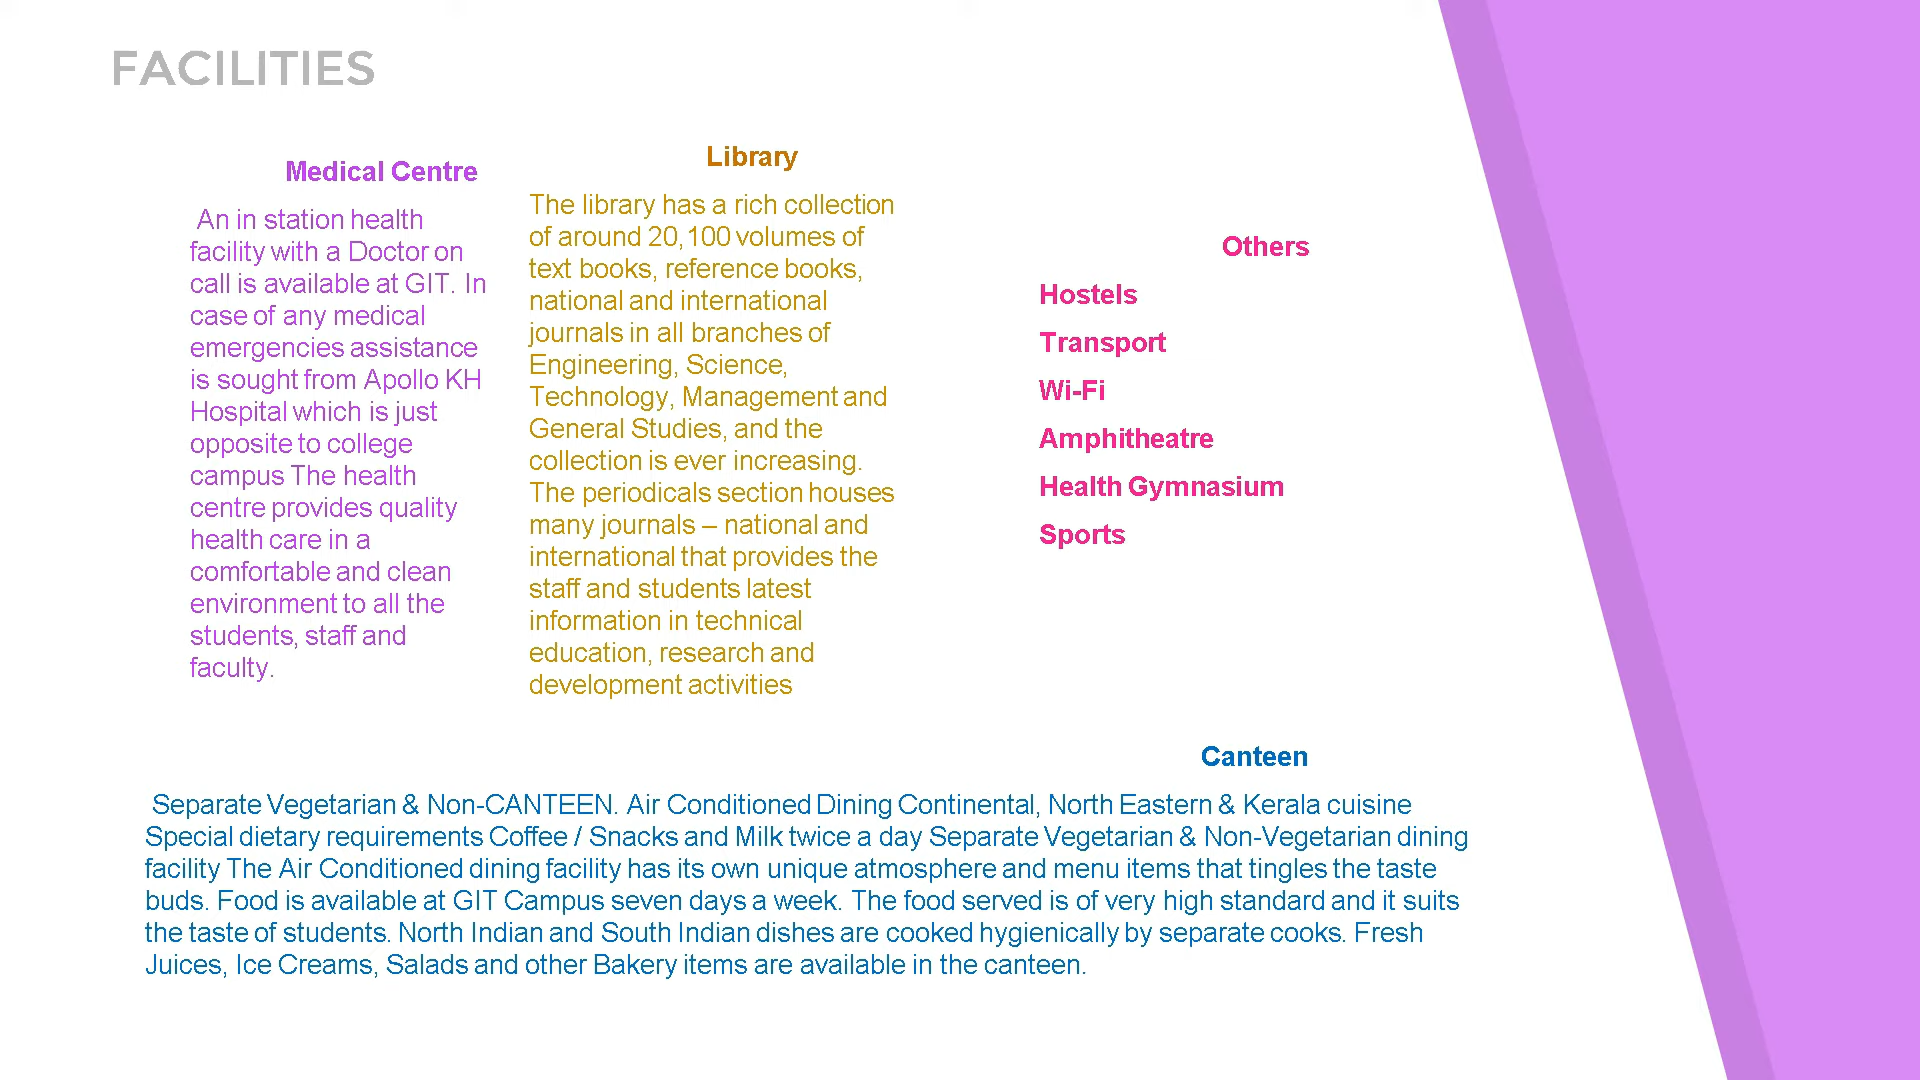 FACILITIES
Medical Centre
An in station health
facility with a Doctor on
call is available at GIT. In
case of any medical
emergencies assistance
is sought from Apollo KH
Hospital which is just
opposite to college
campus The health
centre provides quality
health care in a
comfortable and clean
environment to all the
students, staff and
faculty.
Library
The library has a rich collection
of around 20,100 volumes of
text books, reference books,
national and international
journals in all branches of
Engineering, Science,
Technology, Management and
General Studies, and the
collection is ever increasing.
The periodicals section houses
many journals – national and
international that provides the
staff and students latest
information in technical
education, research and
development activities
Others
Hostels
Transport
Wi-Fi
Amphitheatre
Health Gymnasium
Sports
Canteen
Separate Vegetarian & Non-CANTEEN. Air Conditioned Dining Continental, North Eastern & Kerala cuisine
Special dietary requirements Coffee / Snacks and Milk twice a day Separate Vegetarian & Non-Vegetarian dining
facility The Air Conditioned dining facility has its own unique atmosphere and menu items that tingles the taste
buds. Food is available at GIT Campus seven days a week. The food served is of very high standard and it suits
the taste of students. North Indian and South Indian dishes are cooked hygienically by separate cooks. Fresh
Juices, Ice Creams, Salads and other Bakery items are available in the canteen.